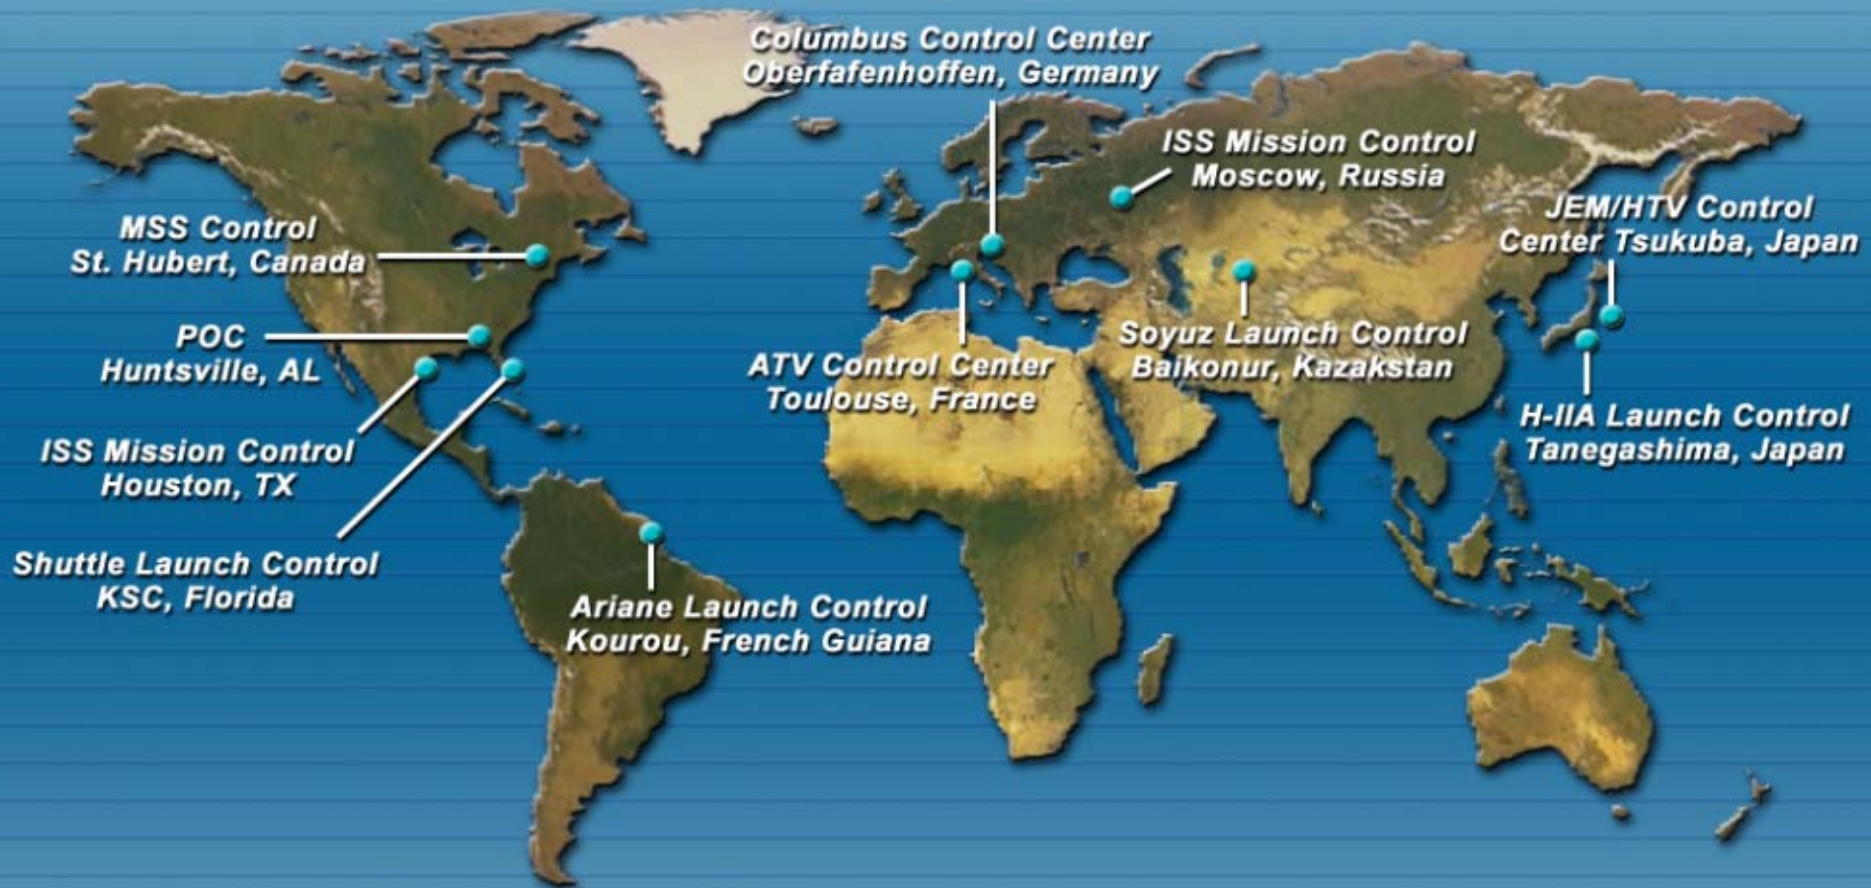 Columbus Control Center
Oberfafenhoffen, Germany
ISS Mission Control
Moscow, Russia
JEM/HTV Control
Center Tsukuba, Japan
MSS Control
St. Hubert, Canada
POC
Huntsville, AL
ATV Control Center
Toulouse, France
Soyuz Launch Control
Baikonur, Kazakstan
H-IIA Launch Control
Tanegashima, Japan
ISS Mission Control
Houston, TX
Shuttle Launch Control
KSC, Florida
Ariane Launch Control
Kourou, French Guiana